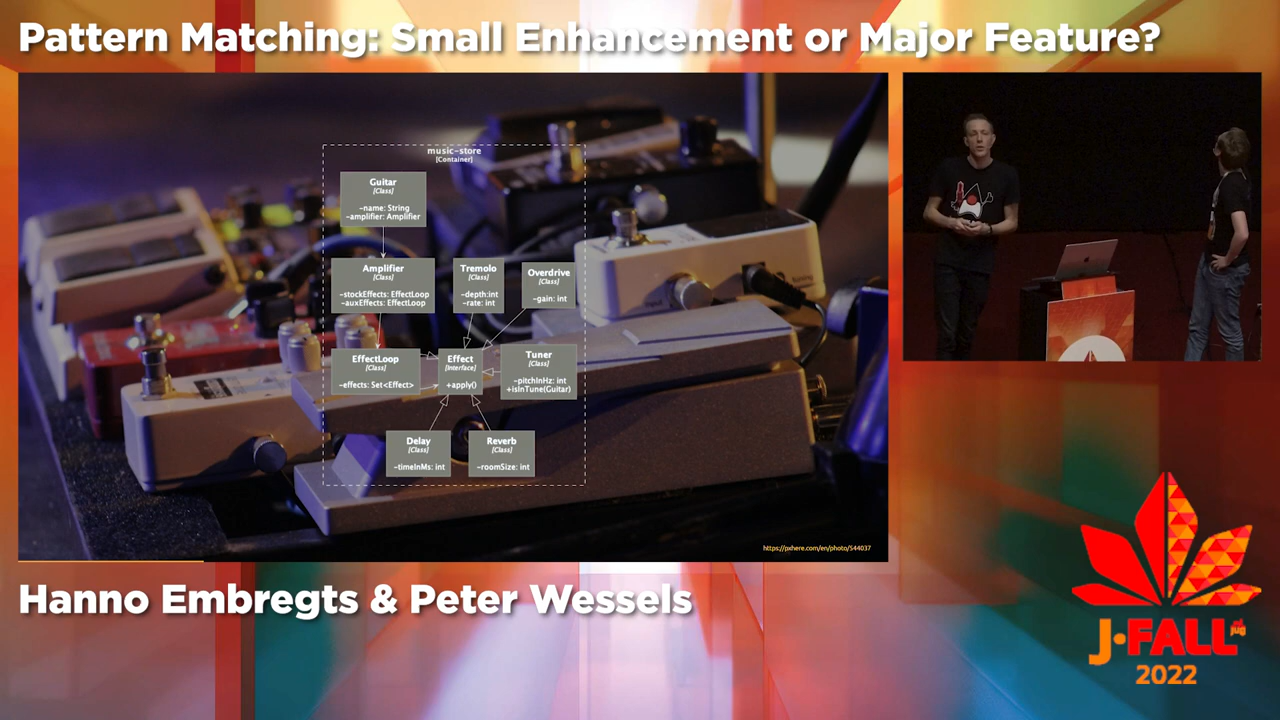 Pattern Matching: Small Enhancement or Major Feature?
music-store
[Container]
Guitar
[Class]
-name: String
-amplifier: Amplifier
Amplifier
[Class]
-stockEffects: EffectLoop
-auxEffects: EffectLoop
Tremolo
[Class]
-depth:int
-rate: int
Overdrive
[Class]
-gain: int
EffectLoop
[Class]
-effects: Set<Effect>
Effect
[Interface]
+apply()
Tuner
[Class]
-pitchInHz: int
+isInTune(Guitar)
Delay
[Class]
-timeInMs: int
Reverb
[Class]
-roomSize: int
https://pxhere.com/en/photo/544037
Hanno Embregts & Peter Wessels
J-FALL
nl
jug
2022